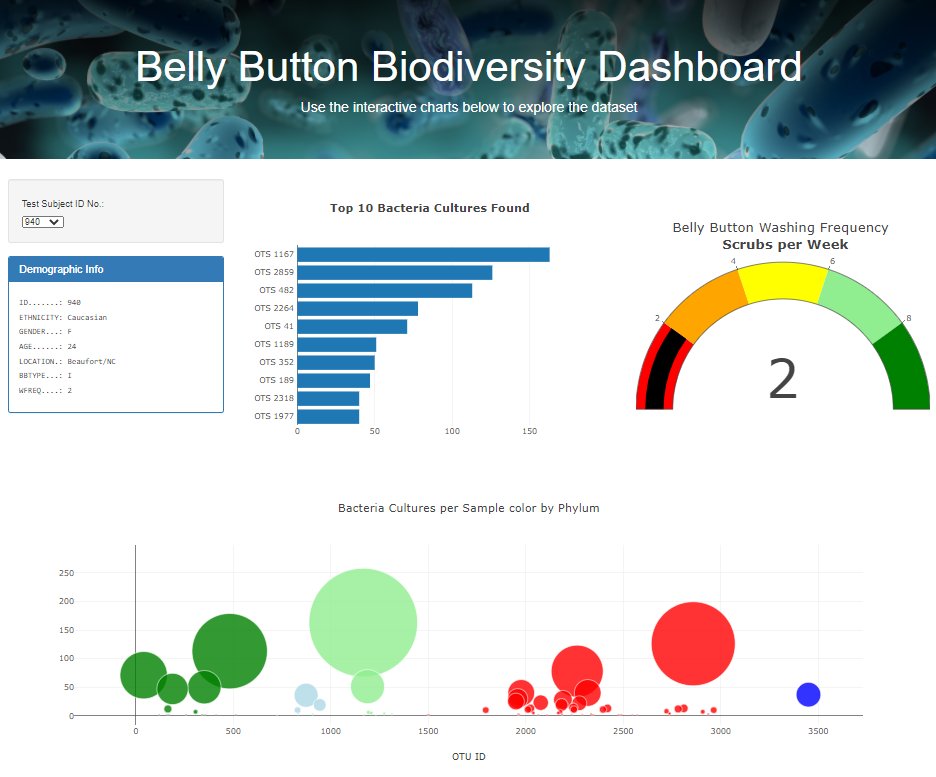 Belly Button Biodiversity Dashboard
Use the interactive charts below to explore the dataset
Test Subject ID No.:
940
Demographic Info
ID.......: 940
ETHNICITY: Caucasian
GENDER...: F
AGE......: 24
LOCATION.: Beaufort/NC
BBTYPE...: I
WFREQ....: 2
Top 10 Bacteria Cultures Found
OTS 1167
OTS 2859
OTS 482
OTS 2264
OTS 41
OTS 1189
OTS 352
OTS 189
OTS 2318
OTS 1977
0 50 100 150
Belly Button Washing Frequency
Scrubs per Week
4 6
2 8
2
Bacteria Cultures per Sample color by Phylum
250
200
150
100
50
0
0 500 1000 1500 2000 2500 3000 3500
OTU ID